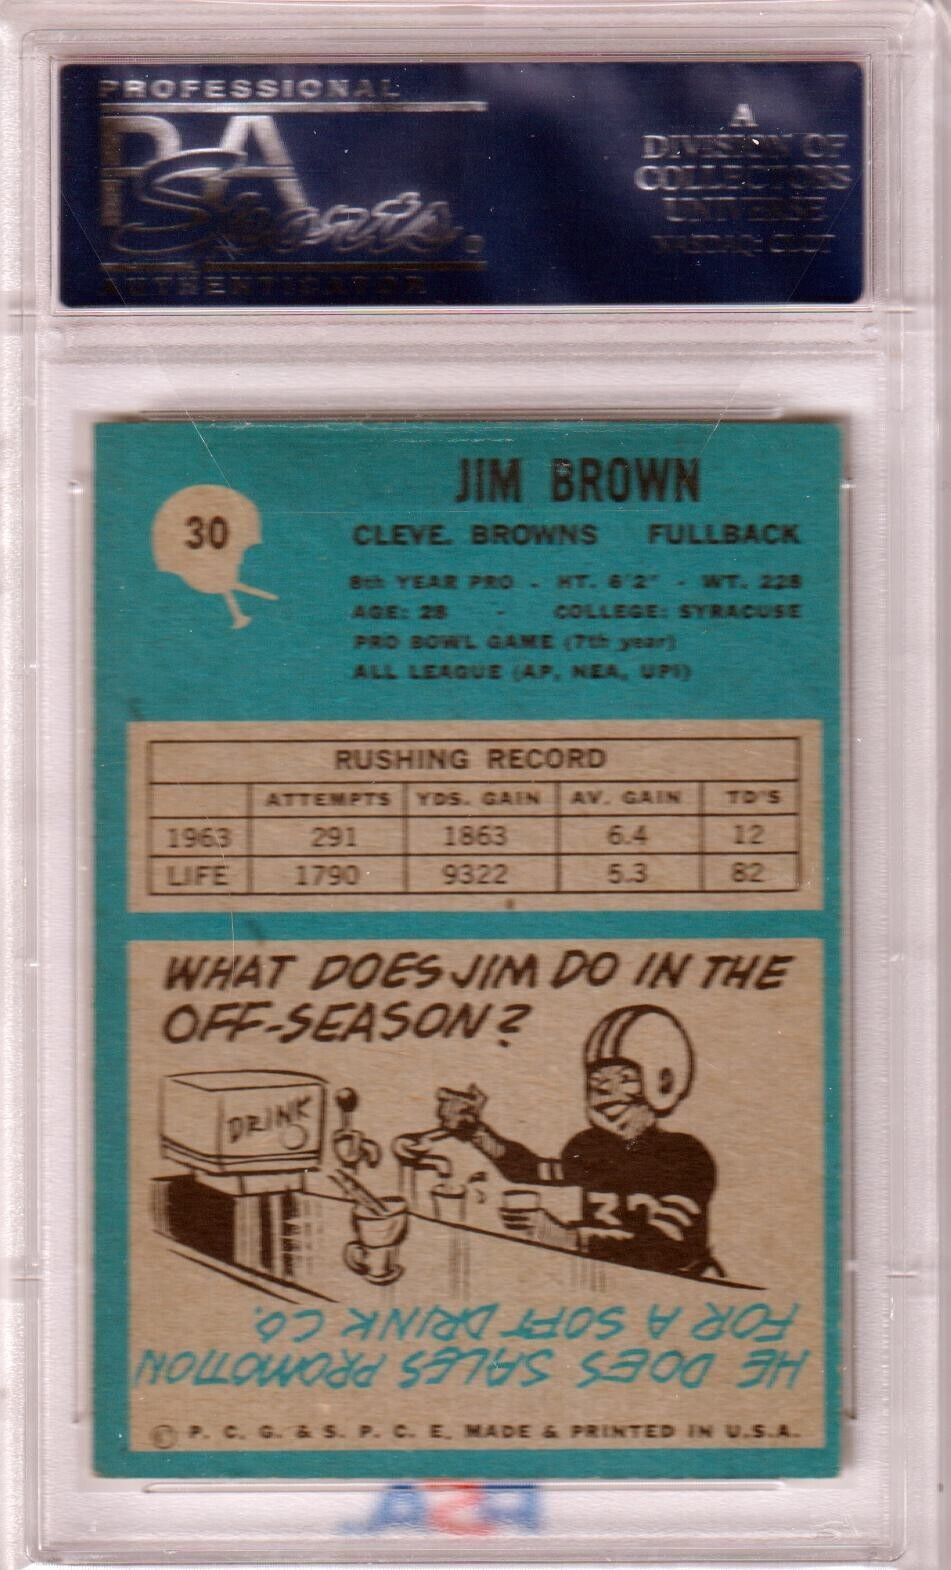 PROFESSIONAL
PSA
Sports
AUTHENTICATOR
A
DIVISION OF
COLLECTORS
UNIVERSE
NASDAQ: CLCT
30
JIM BROWN
CLEVE. BROWNS FULLBACK
8th YEAR PRO - HT. 6'2" - WT. 228
AGE: 28 - COLLEGE: SYRACUSE
PRO BOWL GAME (7th year)
ALL LEAGUE (AP, NEA, UPI)
RUSHING RECORD
ATTEMPTS YDS. GAIN AV. GAIN TD'S
1963 291 1863 6.4 12
LIFE 1790 9322 5.3 82
WHAT DOES JIM DO IN THE
OFF-SEASON?
DRINK
32
HE DOES SALES PROMOTION
FOR A SOFT DRINK CO.
© P. C. G. & S. P. C. E. MADE & PRINTED IN U.S.A.
PSA